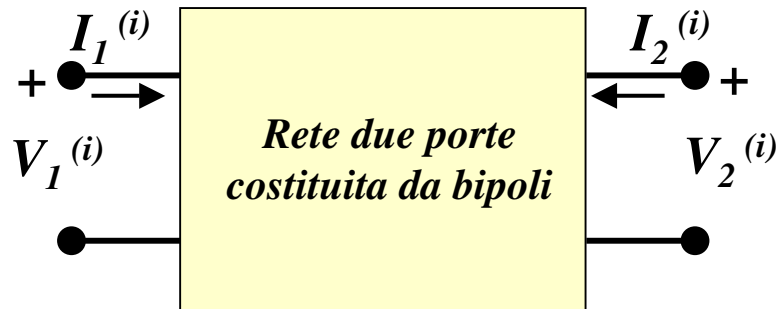 I1(i) I2(i)
+ +
Rete due porte
V1(i) V2(i)
costituita da bipoli